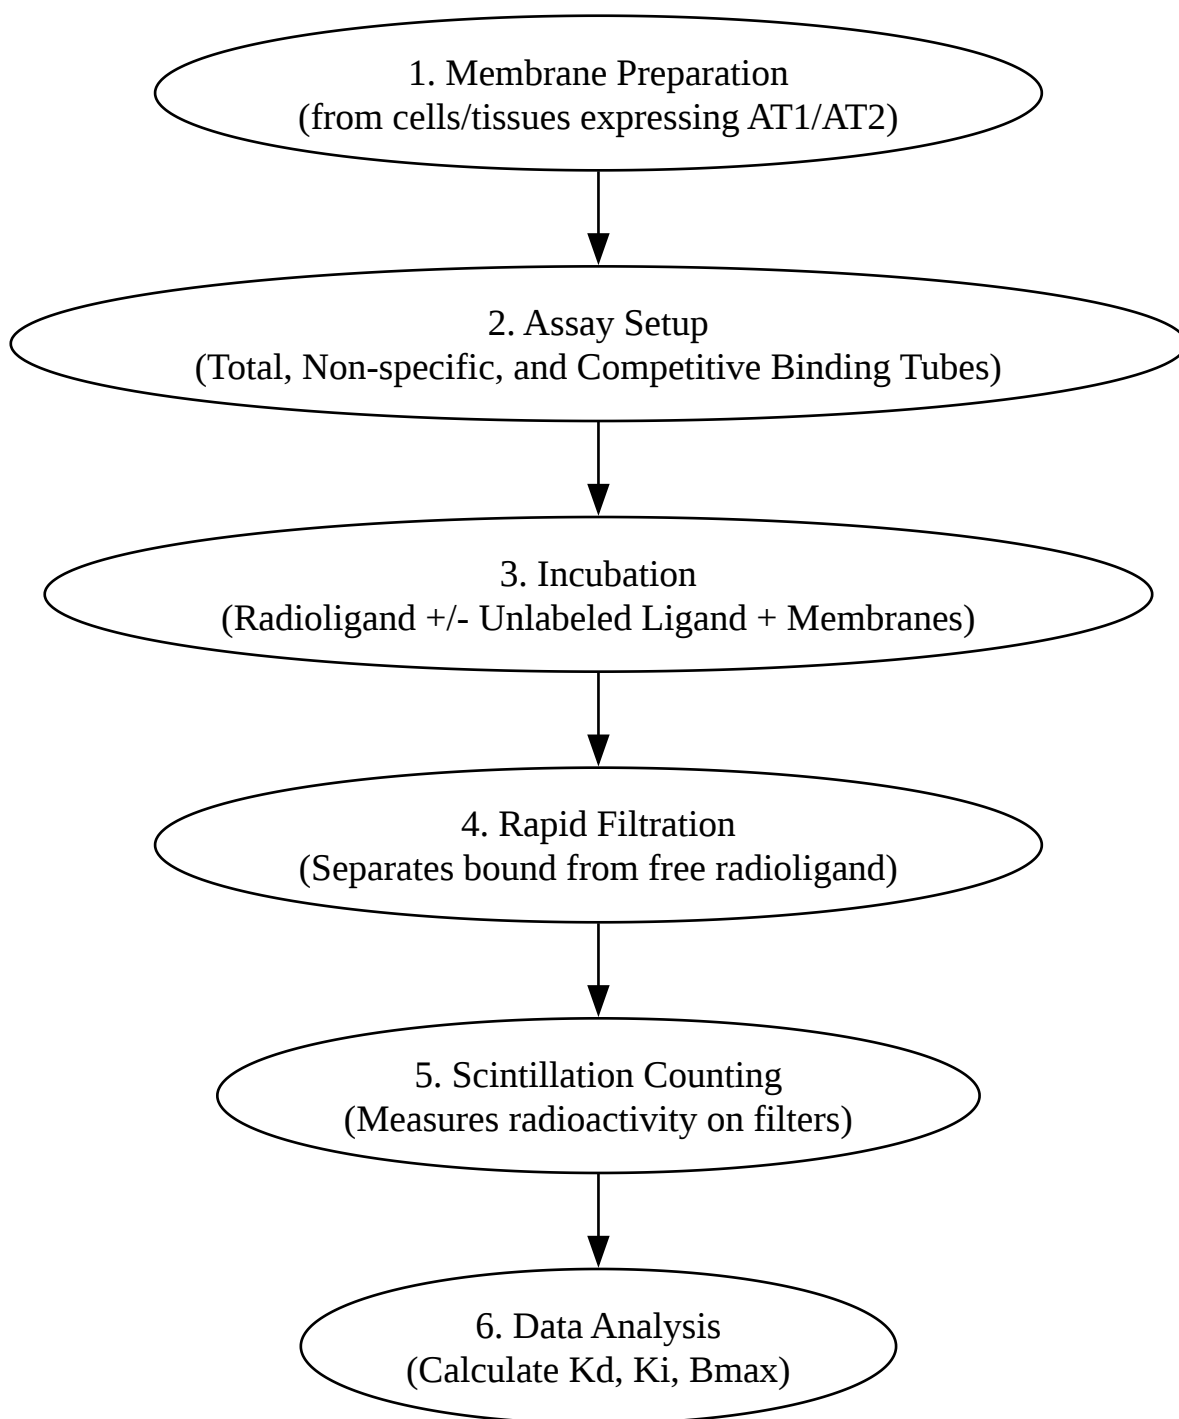 1. Membrane Preparation
(from cells/tissues expressing AT1/AT2)
2. Assay Setup
(Total, Non-specific, and Competitive Binding Tubes)
3. Incubation
(Radioligand +/- Unlabeled Ligand + Membranes)
4. Rapid Filtration
(Separates bound from free radioligand)
5. Scintillation Counting
(Measures radioactivity on filters)
6. Data Analysis
(Calculate Kd, Ki, Bmax)